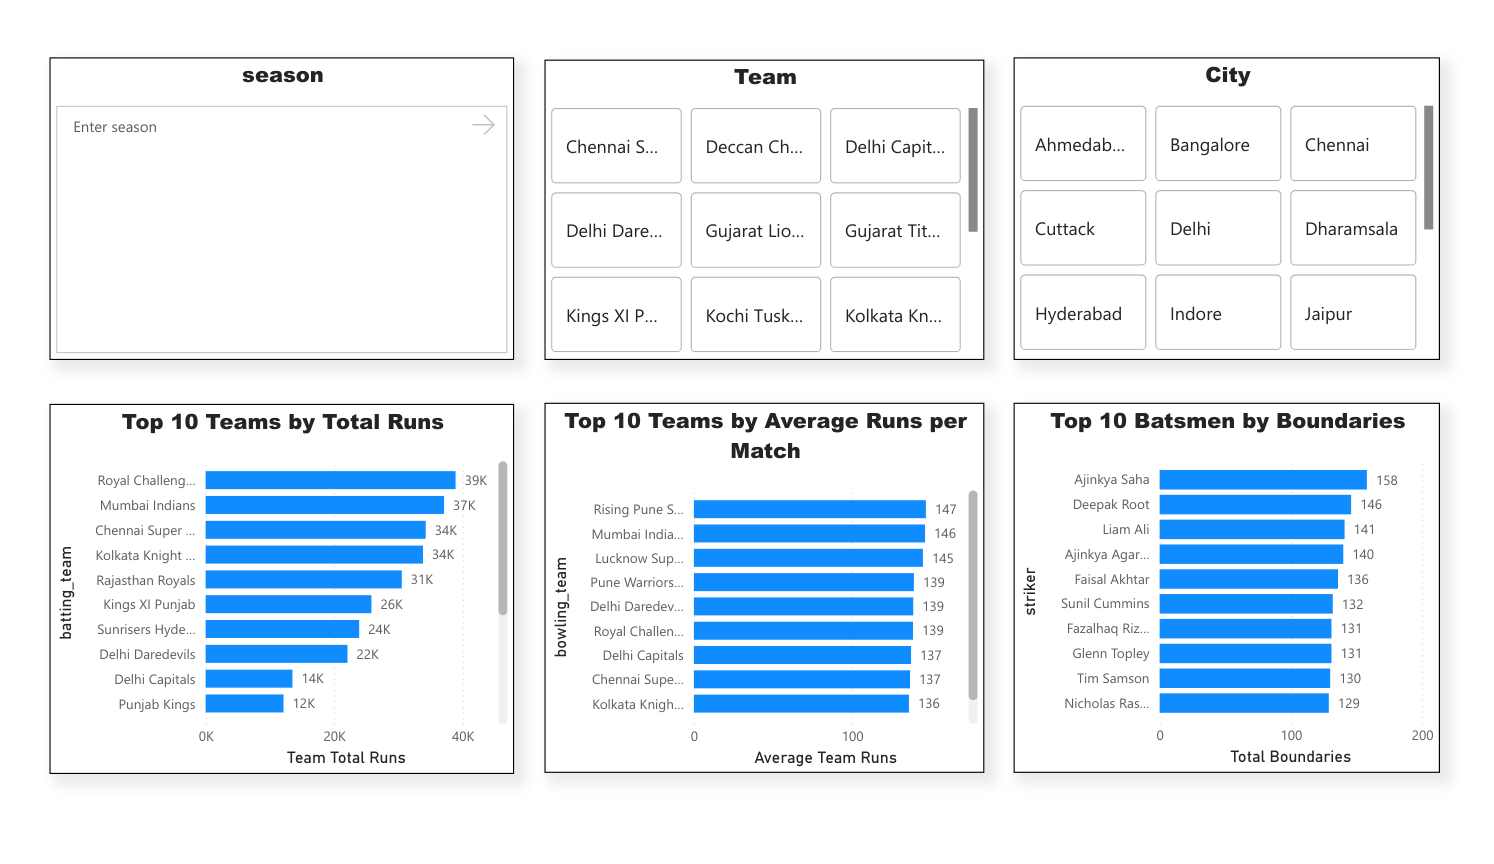 season
Enter season
Team
Chennai S...
Deccan Ch...
Delhi Capit...
Delhi Dare...
Gujarat Lio...
Gujarat Tit...
Kings XI P...
Kochi Tusk...
Kolkata Kn...
City
Ahmedab...
Bangalore
Chennai
Cuttack
Delhi
Dharamsala
Hyderabad
Indore
Jaipur
Top 10 Teams by Total Runs
batting_team
Royal Challeng... 39K
Mumbai Indians 37K
Chennai Super ... 34K
Kolkata Knight ... 34K
Rajasthan Royals 31K
Kings XI Punjab 26K
Sunrisers Hyde... 24K
Delhi Daredevils 22K
Delhi Capitals 14K
Punjab Kings 12K
0K 20K 40K
Team Total Runs
Top 10 Teams by Average Runs per
Match
bowling_team
Rising Pune S... 147
Mumbai India... 146
Lucknow Sup... 145
Pune Warriors... 139
Delhi Daredev... 139
Royal Challen... 139
Delhi Capitals 137
Chennai Supe... 137
Kolkata Knigh... 136
0 100
Average Team Runs
Top 10 Batsmen by Boundaries
striker
Ajinkya Saha 158
Deepak Root 146
Liam Ali 141
Ajinkya Agar... 140
Faisal Akhtar 136
Sunil Cummins 132
Fazalhaq Riz... 131
Glenn Topley 131
Tim Samson 130
Nicholas Ras... 129
0 100 200
Total Boundaries